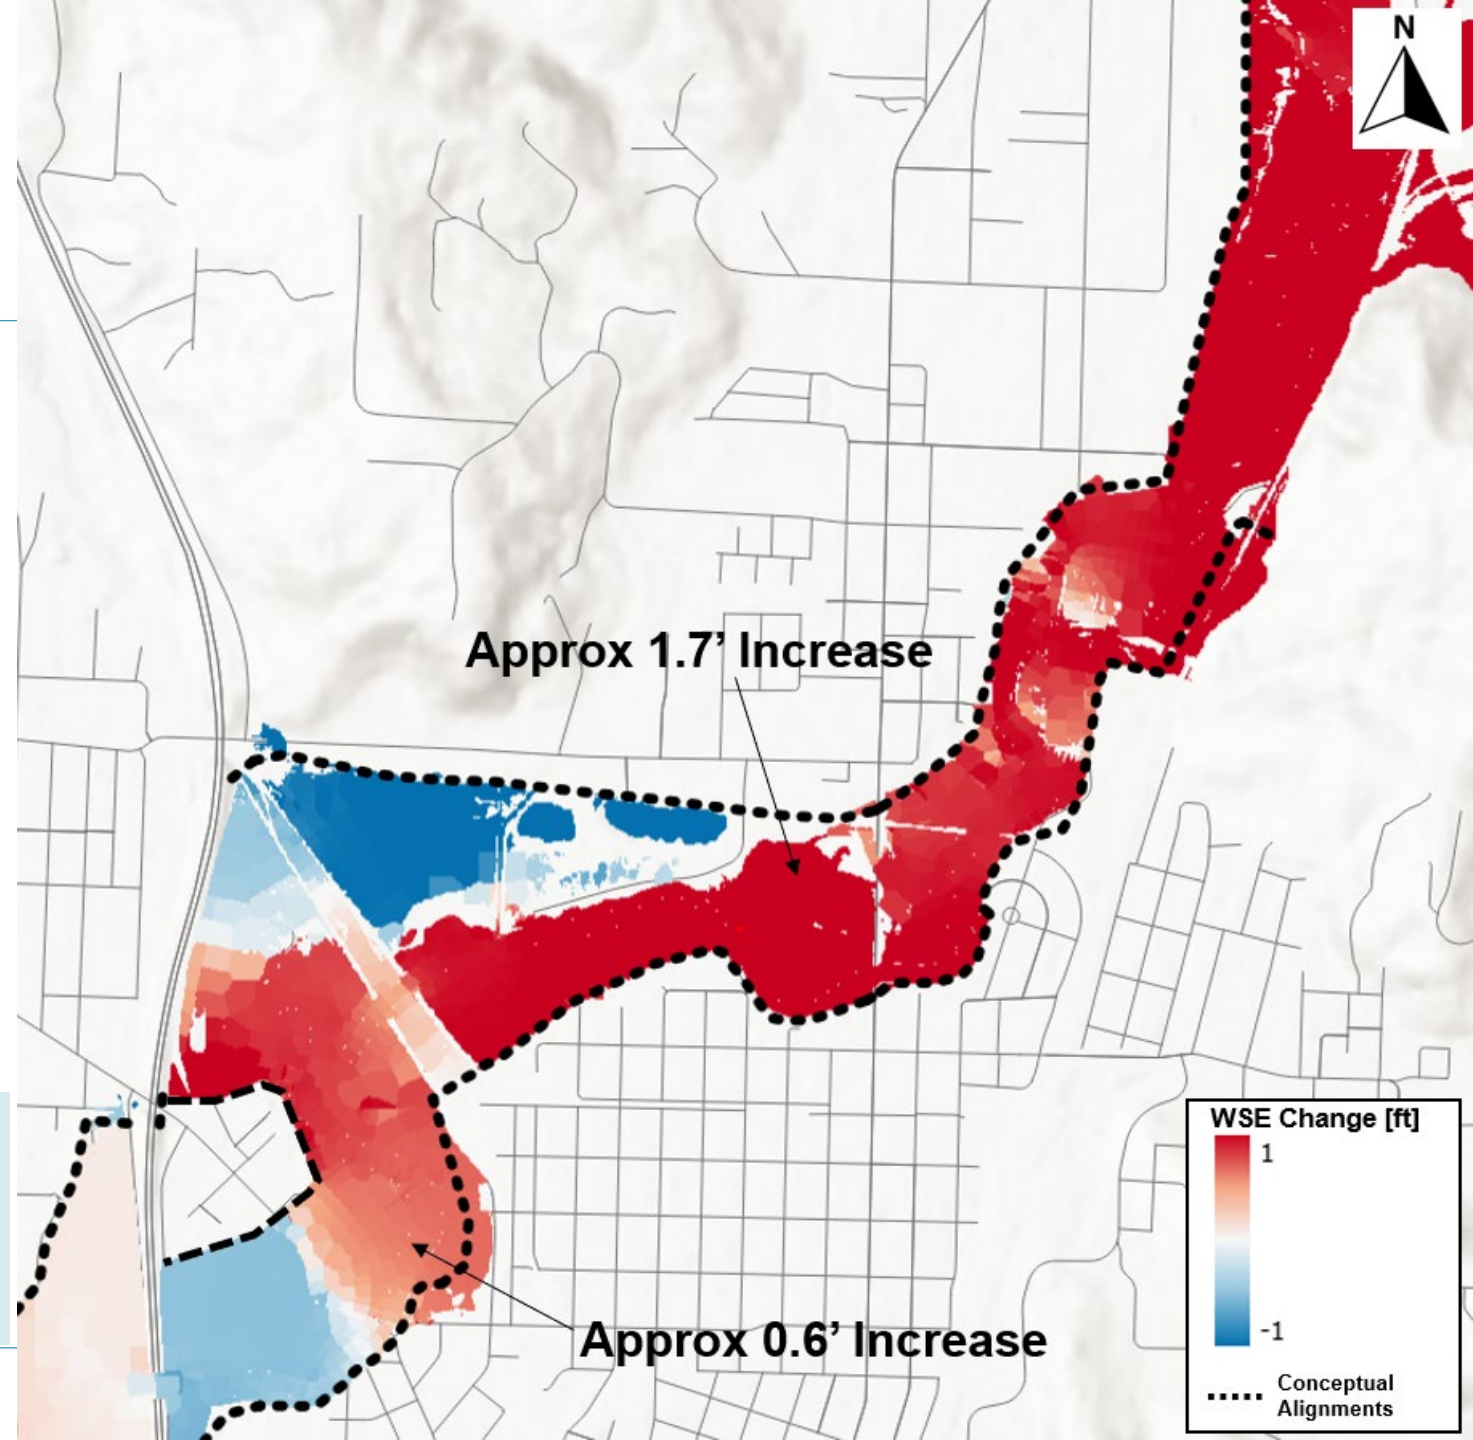 N
Approx 1.7’ Increase
Approx 0.6’ Increase
WSE Change [ft]
1
-1
Conceptual
Alignments